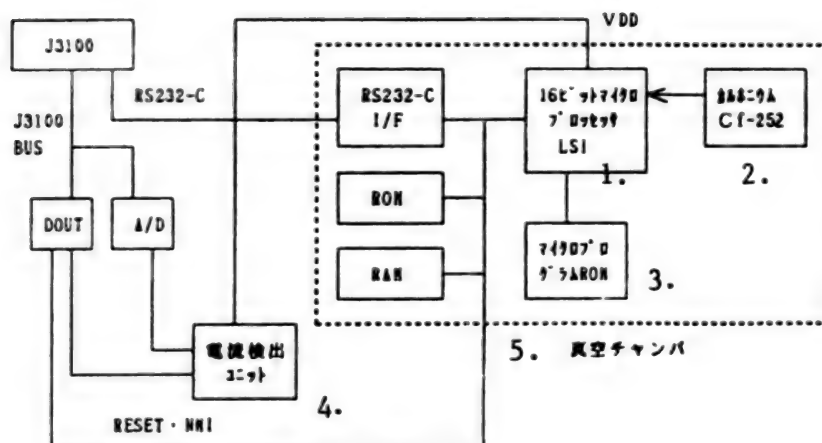 VDD
J3100
RS232-C
RS232-C
I/F
16ビットマイクロ
プロセッサ
LSI
1.
カルホニウム
Cf-252
2.
J3100
BUS
ROM
DOUT
A/D
マイクロプロ
グラムROM
3.
RAM
電流検出
ユニット
4.
5. 真空チャンバ
RESET・NMI